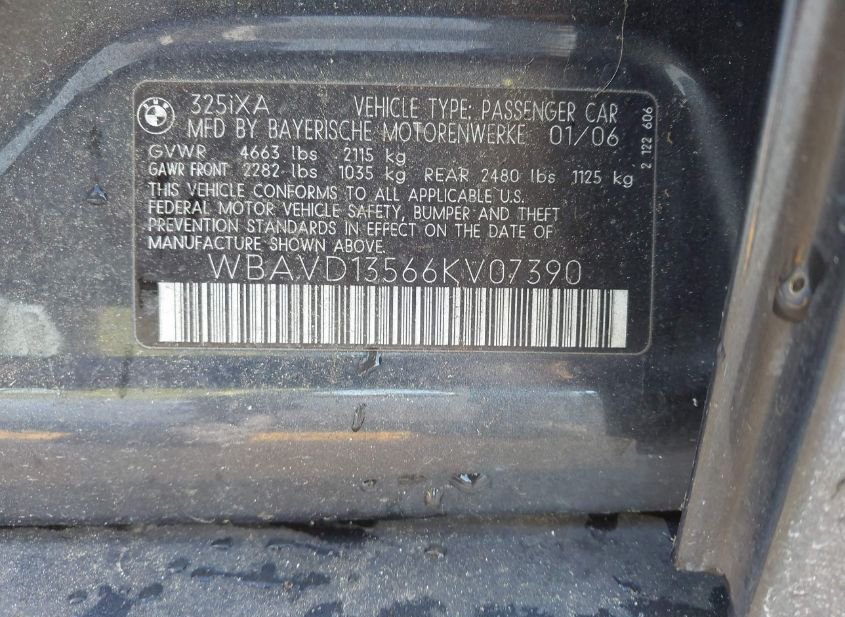 325iXA VEHICLE TYPE: PASSENGER CAR
MFD BY BAYERISCHE MOTORENWERKE 01/06
GVWR 4663 lbs 2115 kg
GAWR FRONT 2282 lbs 1035 kg REAR 2480 lbs 1125 kg
THIS VEHICLE CONFORMS TO ALL APPLICABLE U.S.
FEDERAL MOTOR VEHICLE SAFETY, BUMPER AND THEFT
PREVENTION STANDARDS IN EFFECT ON THE DATE OF
MANUFACTURE SHOWN ABOVE.
WBAVD13566KV07390
2 122 606